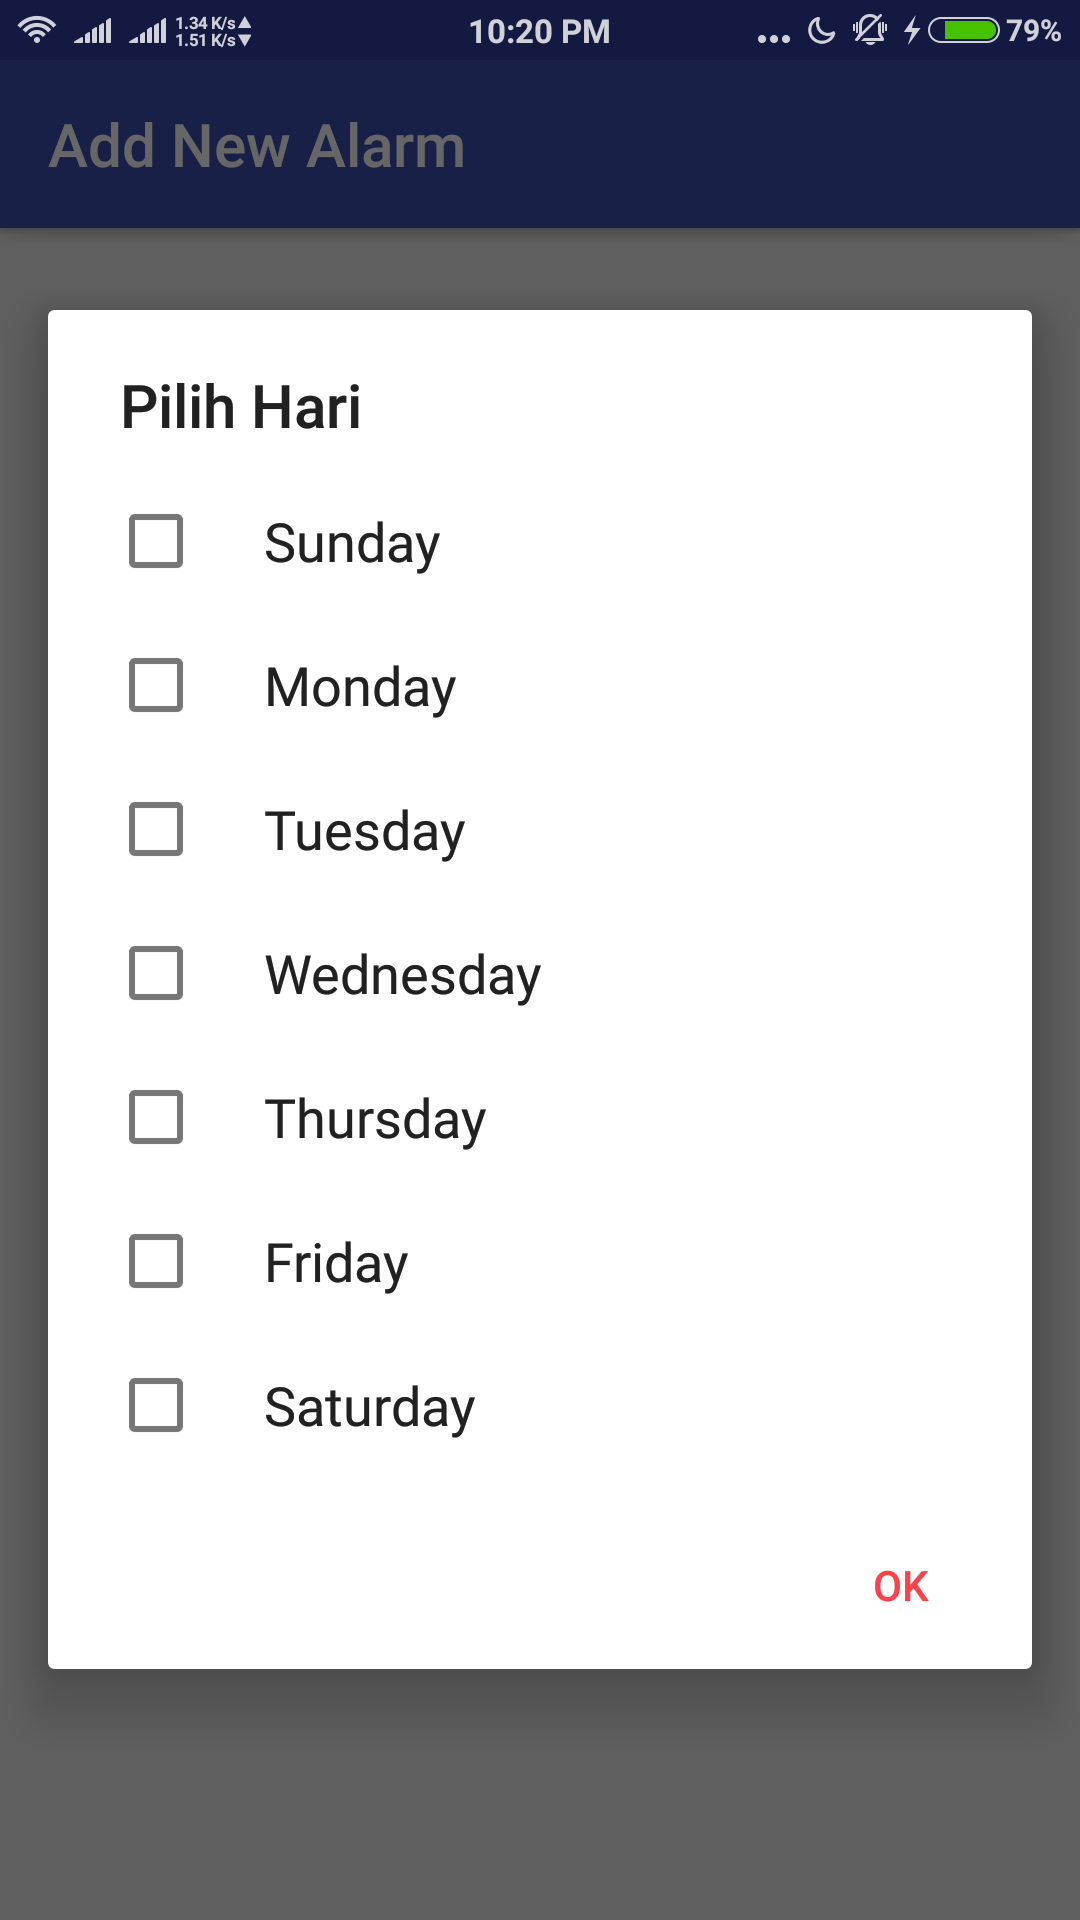 1.34 K/s
1.51 K/s
10:20 PM
79%
Add New Alarm
Pilih Hari
Sunday
Monday
Tuesday
Wednesday
Thursday
Friday
Saturday
OK